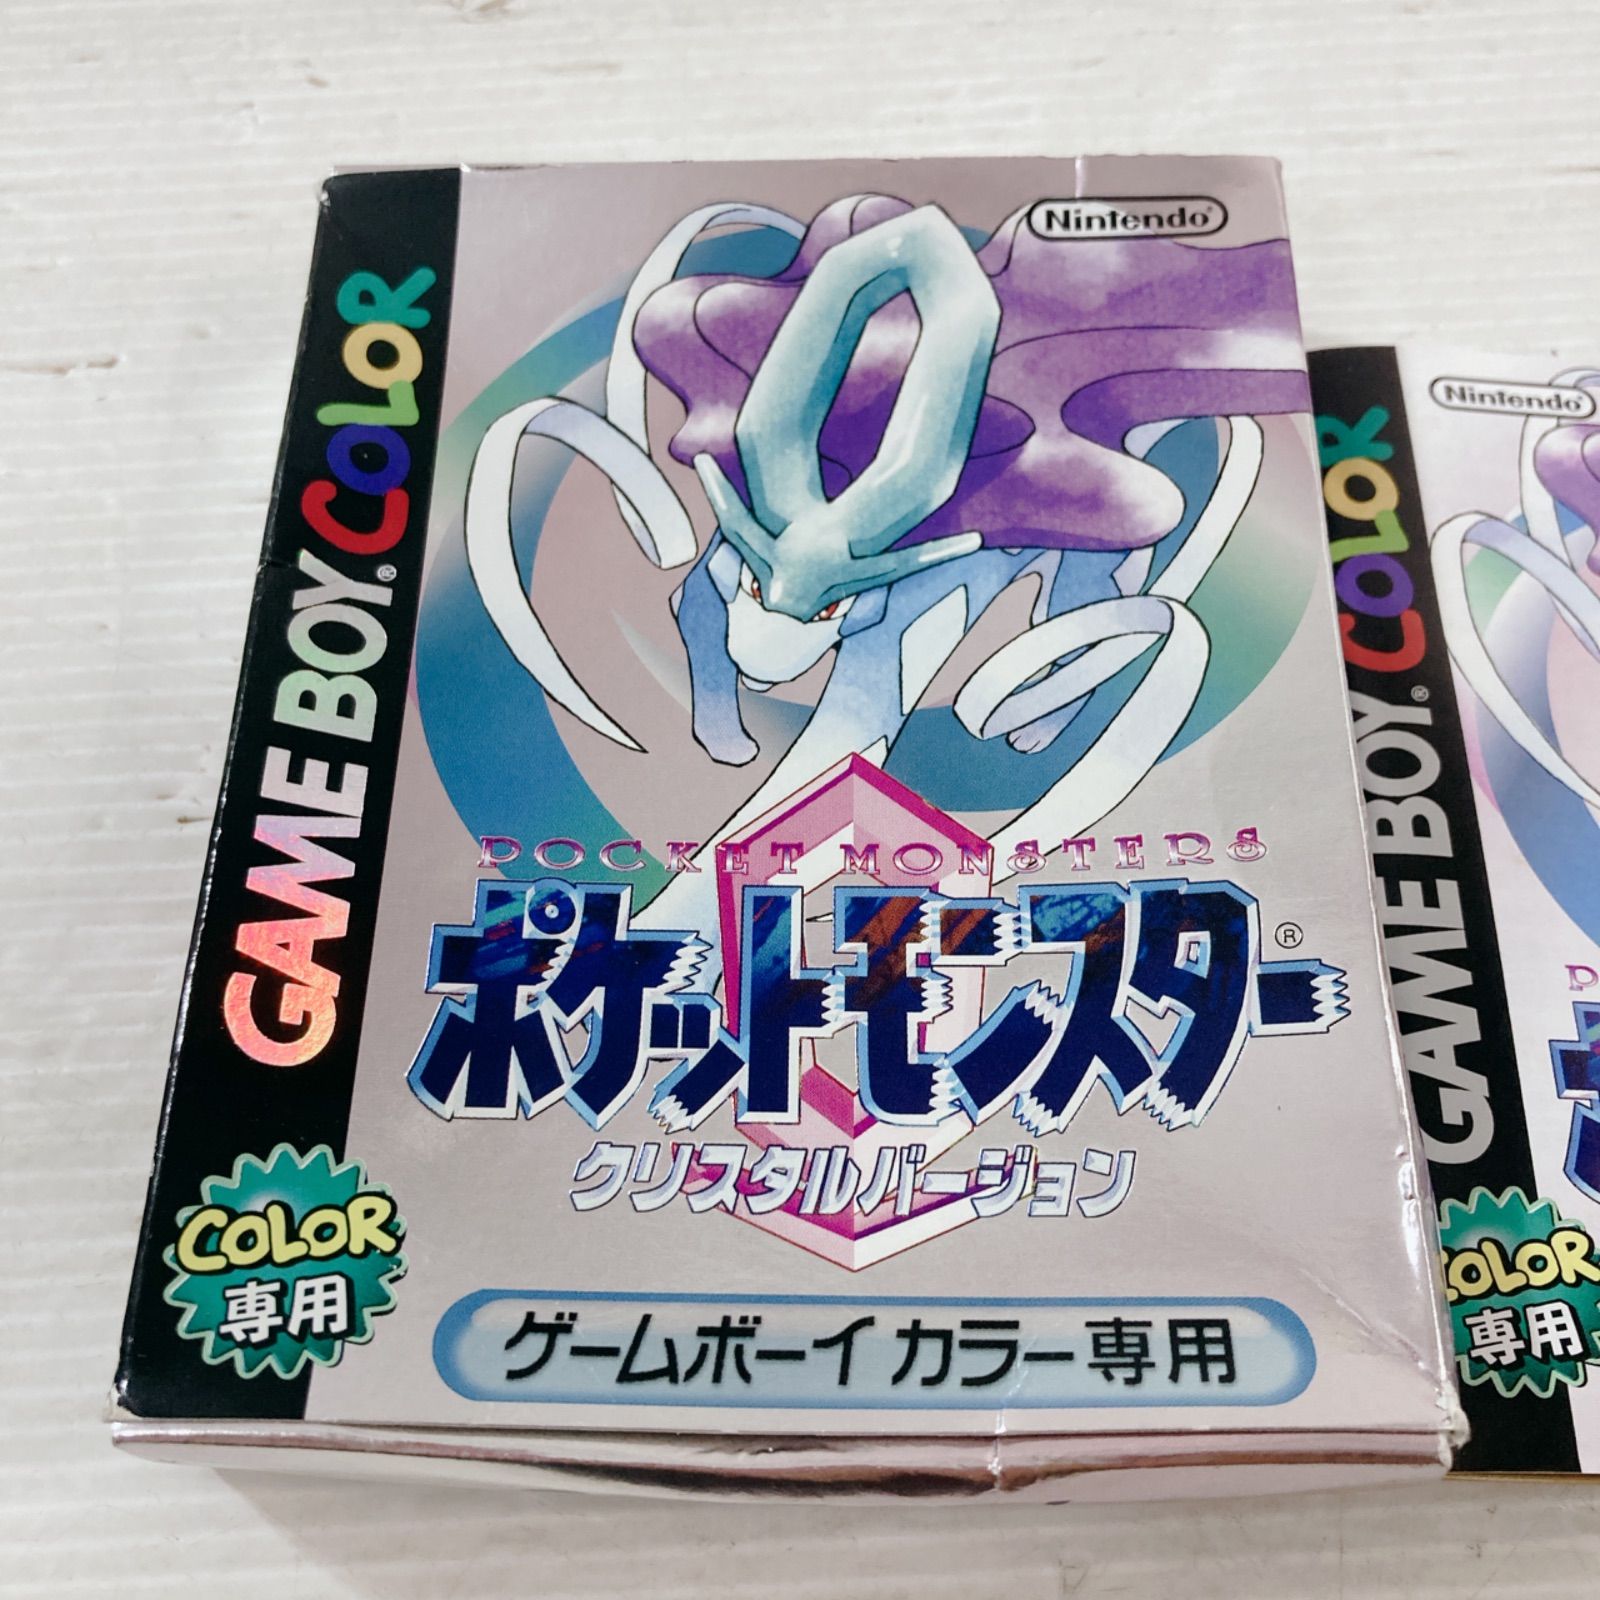 Nintendo
GAME BOY COLOR
POCKET MONSTERS
ポケットモンスター
クリスタルバージョン
COLOR
専用
ゲームボーイカラー専用
Nintendo
GAME BOY COLOR
COLOR
専用